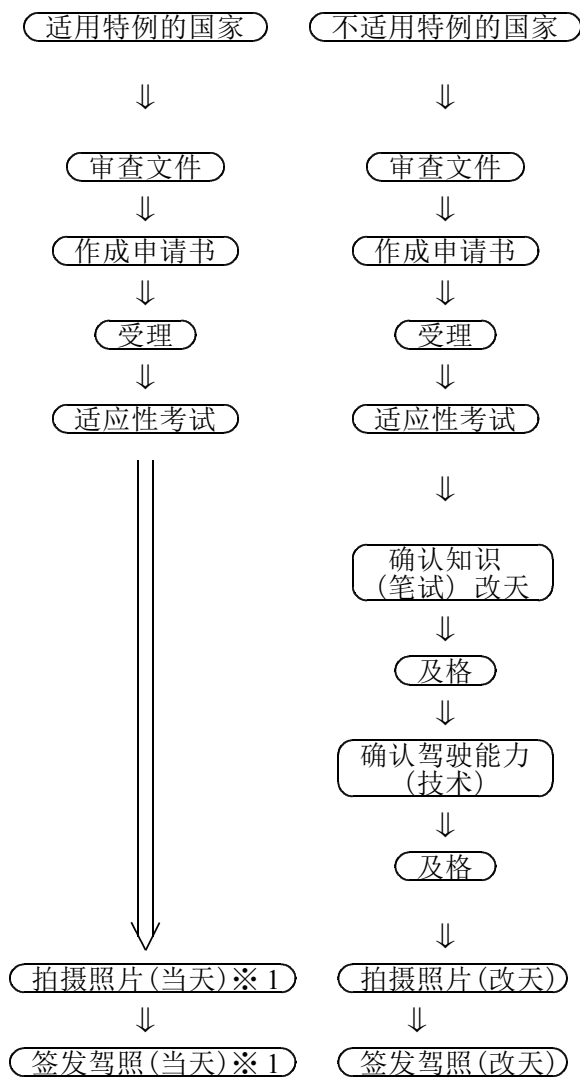 适用特例的国家
不适用特例的国家
⇓
⇓
审查文件
审查文件
⇓
⇓
作成申请书
作成申请书
⇓
⇓
受理
受理
⇓
⇓
适应性考试
适应性考试
⇓
确认知识
(笔试) 改天
⇓
及格
⇓
确认驾驶能力
(技术)
⇓
及格
⇓
拍摄照片(当天)※1
拍摄照片(改天)
⇓
⇓
签发驾照(当天)※1
签发驾照(改天)